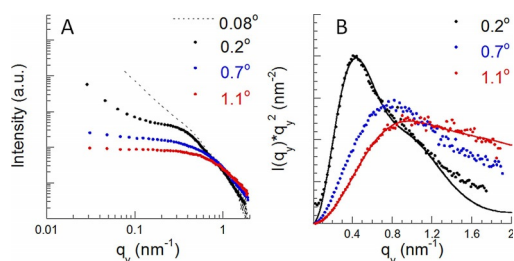 A
0.08°
0.2°
0.7°
1.1°
Intensity (a.u.)
0.01
0.1
1
q_y (nm⁻¹)
B
0.2°
0.7°
1.1°
I(q_y)*q_y² (nm⁻²)
0
0.4
0.8
1.2
1.6
2
q_y (nm⁻¹)